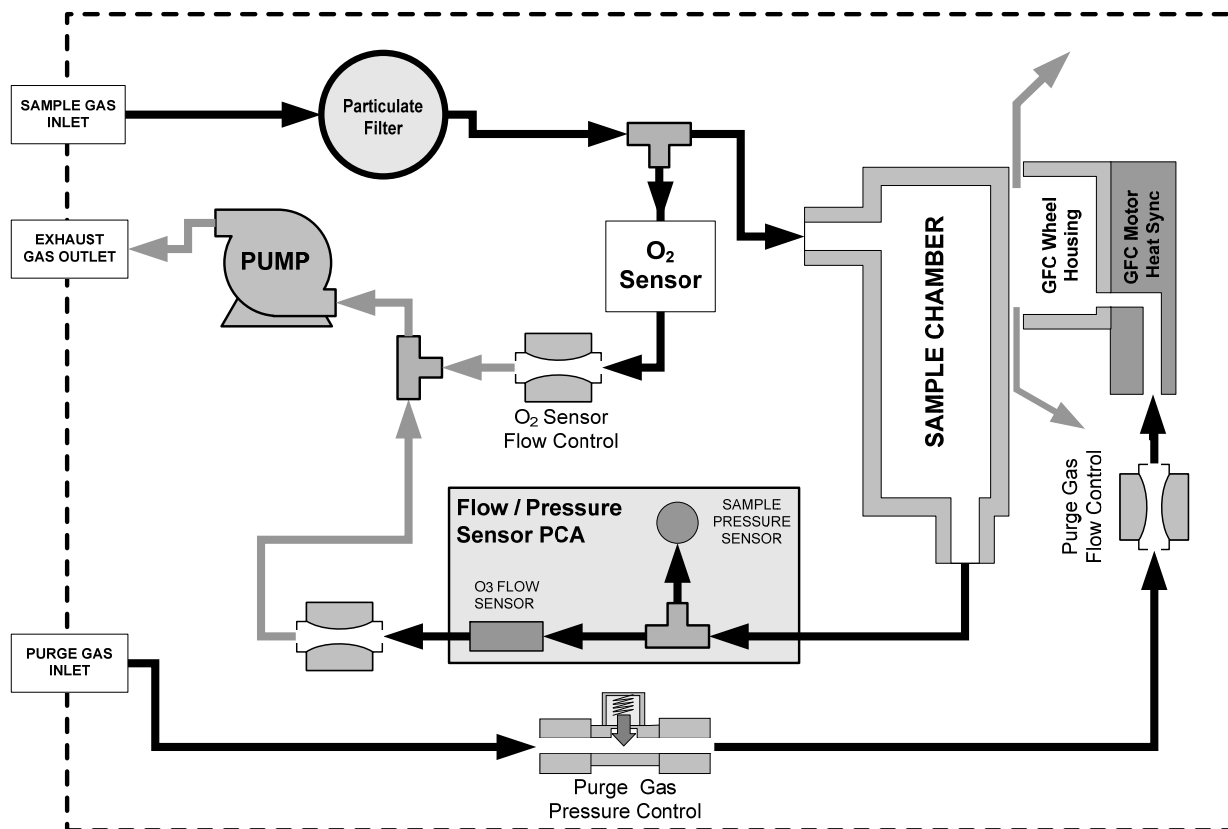 SAMPLE GAS
INLET
Particulate
Filter
EXHAUST
GAS OUTLET
PUMP
O2
Sensor
SAMPLE CHAMBER
GFC Wheel
Housing
GFC Motor
Heat Sync
O2 Sensor
Flow Control
Flow / Pressure
Sensor PCA
SAMPLE
PRESSURE
SENSOR
O3 FLOW
SENSOR
Purge Gas
Flow Control
PURGE GAS
INLET
Purge Gas
Pressure Control